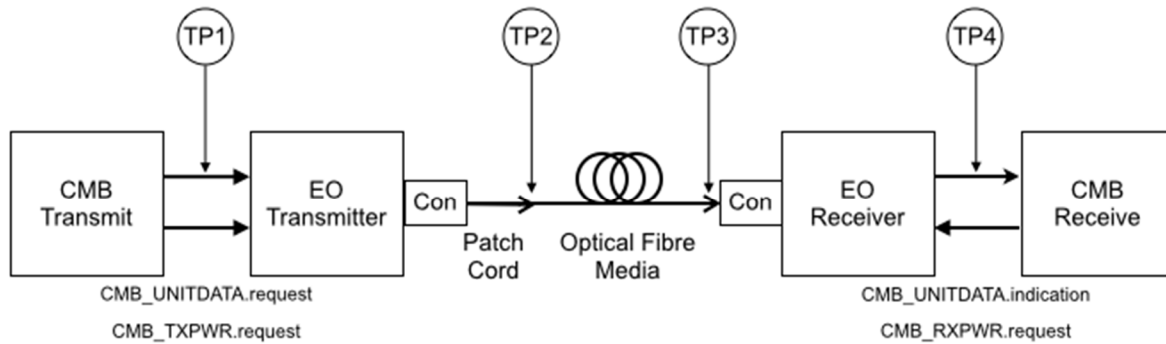 TP1
TP2
TP3
TP4
CMB
Transmit
EO
Transmitter
Con
Patch
Cord
Optical Fibre
Media
Con
EO
Receiver
CMB
Receive
CMB_UNITDATA.request
CMB_TXPWR.request
CMB_UNITDATA.indication
CMB_RXPWR.request